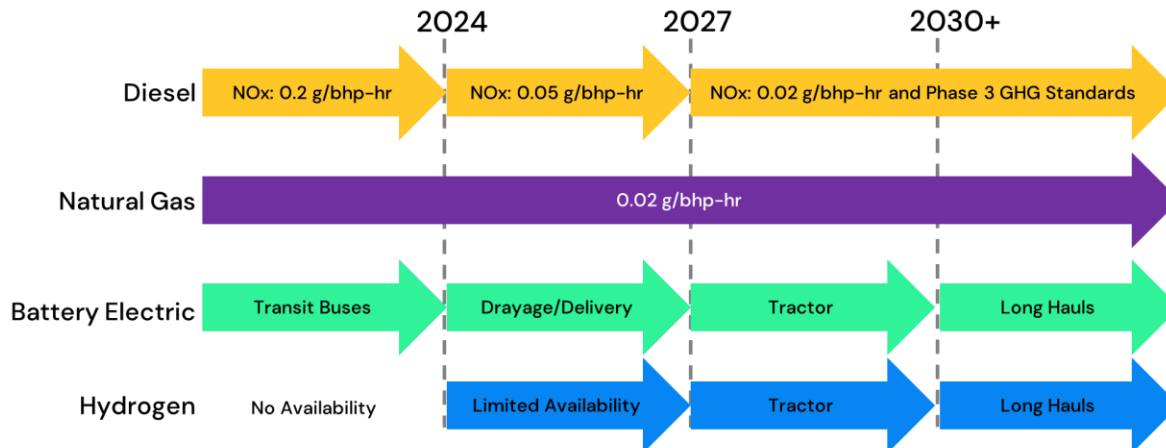 2024 2027 2030+
Diesel NOx: 0.2 g/bhp-hr NOx: 0.05 g/bhp-hr NOx: 0.02 g/bhp-hr and Phase 3 GHG Standards
Natural Gas 0.02 g/bhp-hr
Battery Electric Transit Buses Drayage/Delivery Tractor Long Hauls
Hydrogen No Availability Limited Availability Tractor Long Hauls